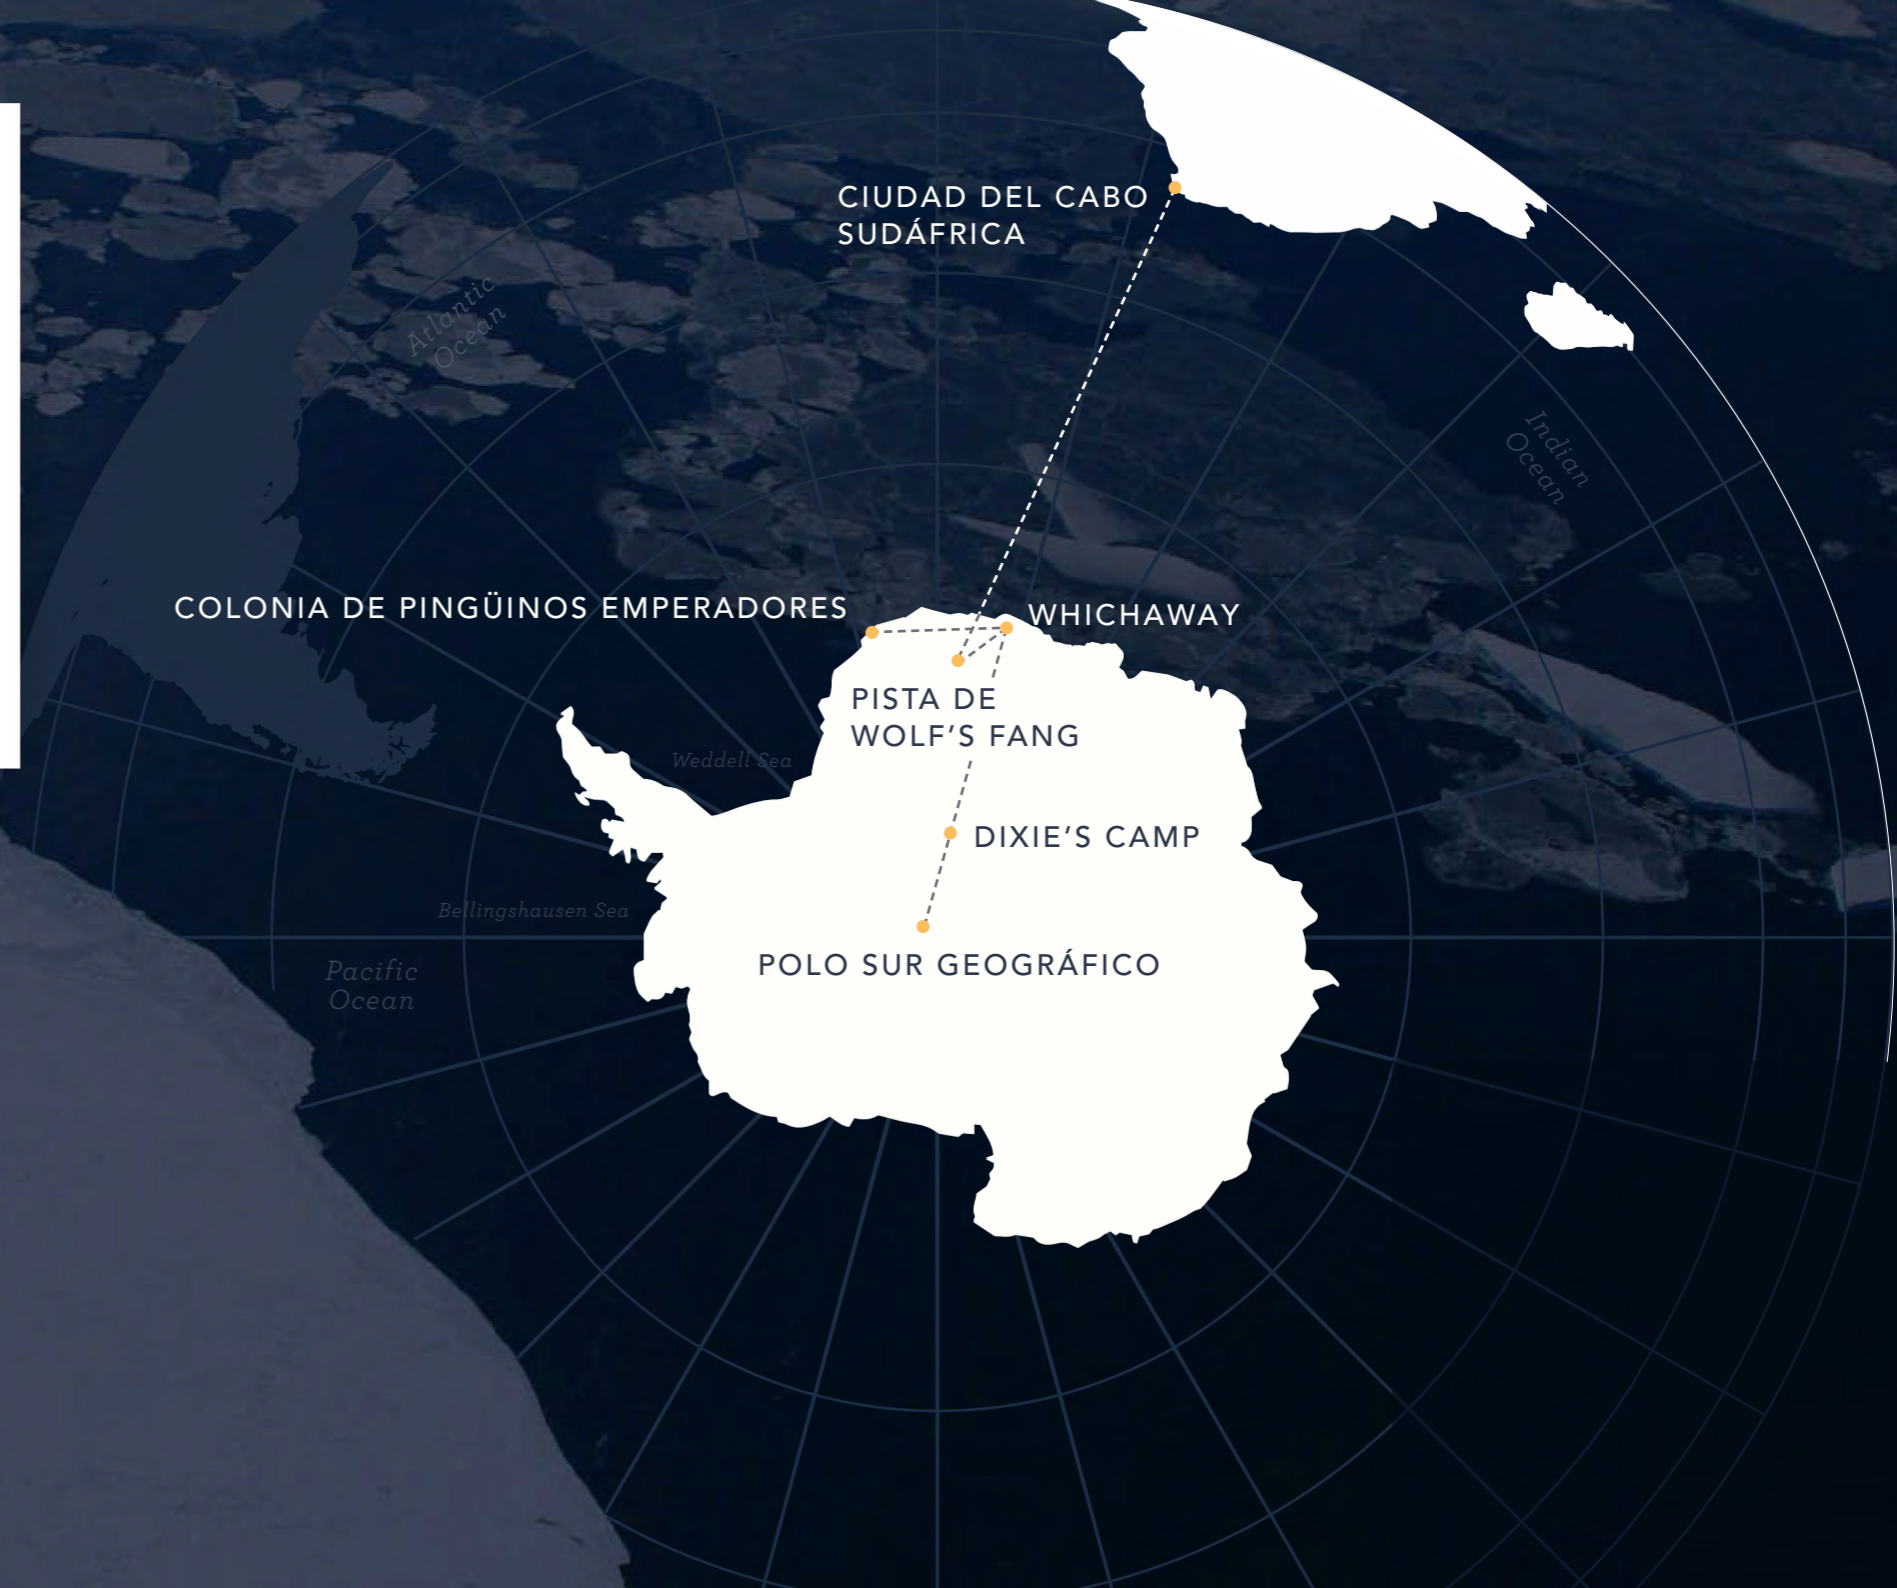 CIUDAD DEL CABO
SUDÁFRICA
Atlantic
Ocean
Indian
Ocean
COLONIA DE PINGÜINOS EMPERADORES
WHICHAWAY
PISTA DE
WOLF’S FANG
Weddell Sea
DIXIE’S CAMP
Bellingshausen Sea
POLO SUR GEOGRÁFICO
Pacific
Ocean